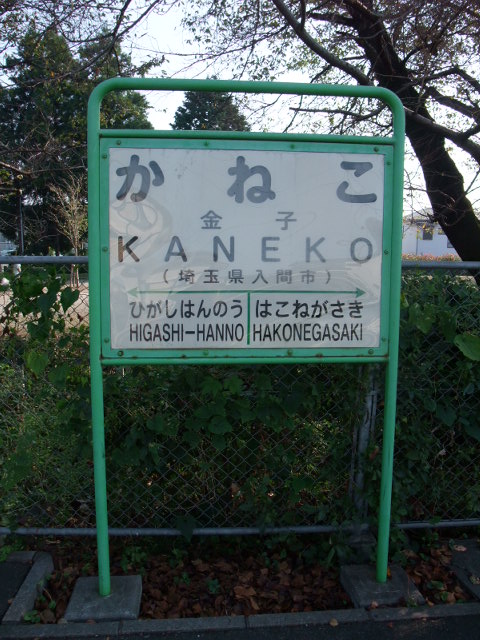 かねこ
金子
KANEKO
(埼玉県入間市)
ひがしはんのう はこねがさき
HIGASHI-HANNO HAKONEGASAKI